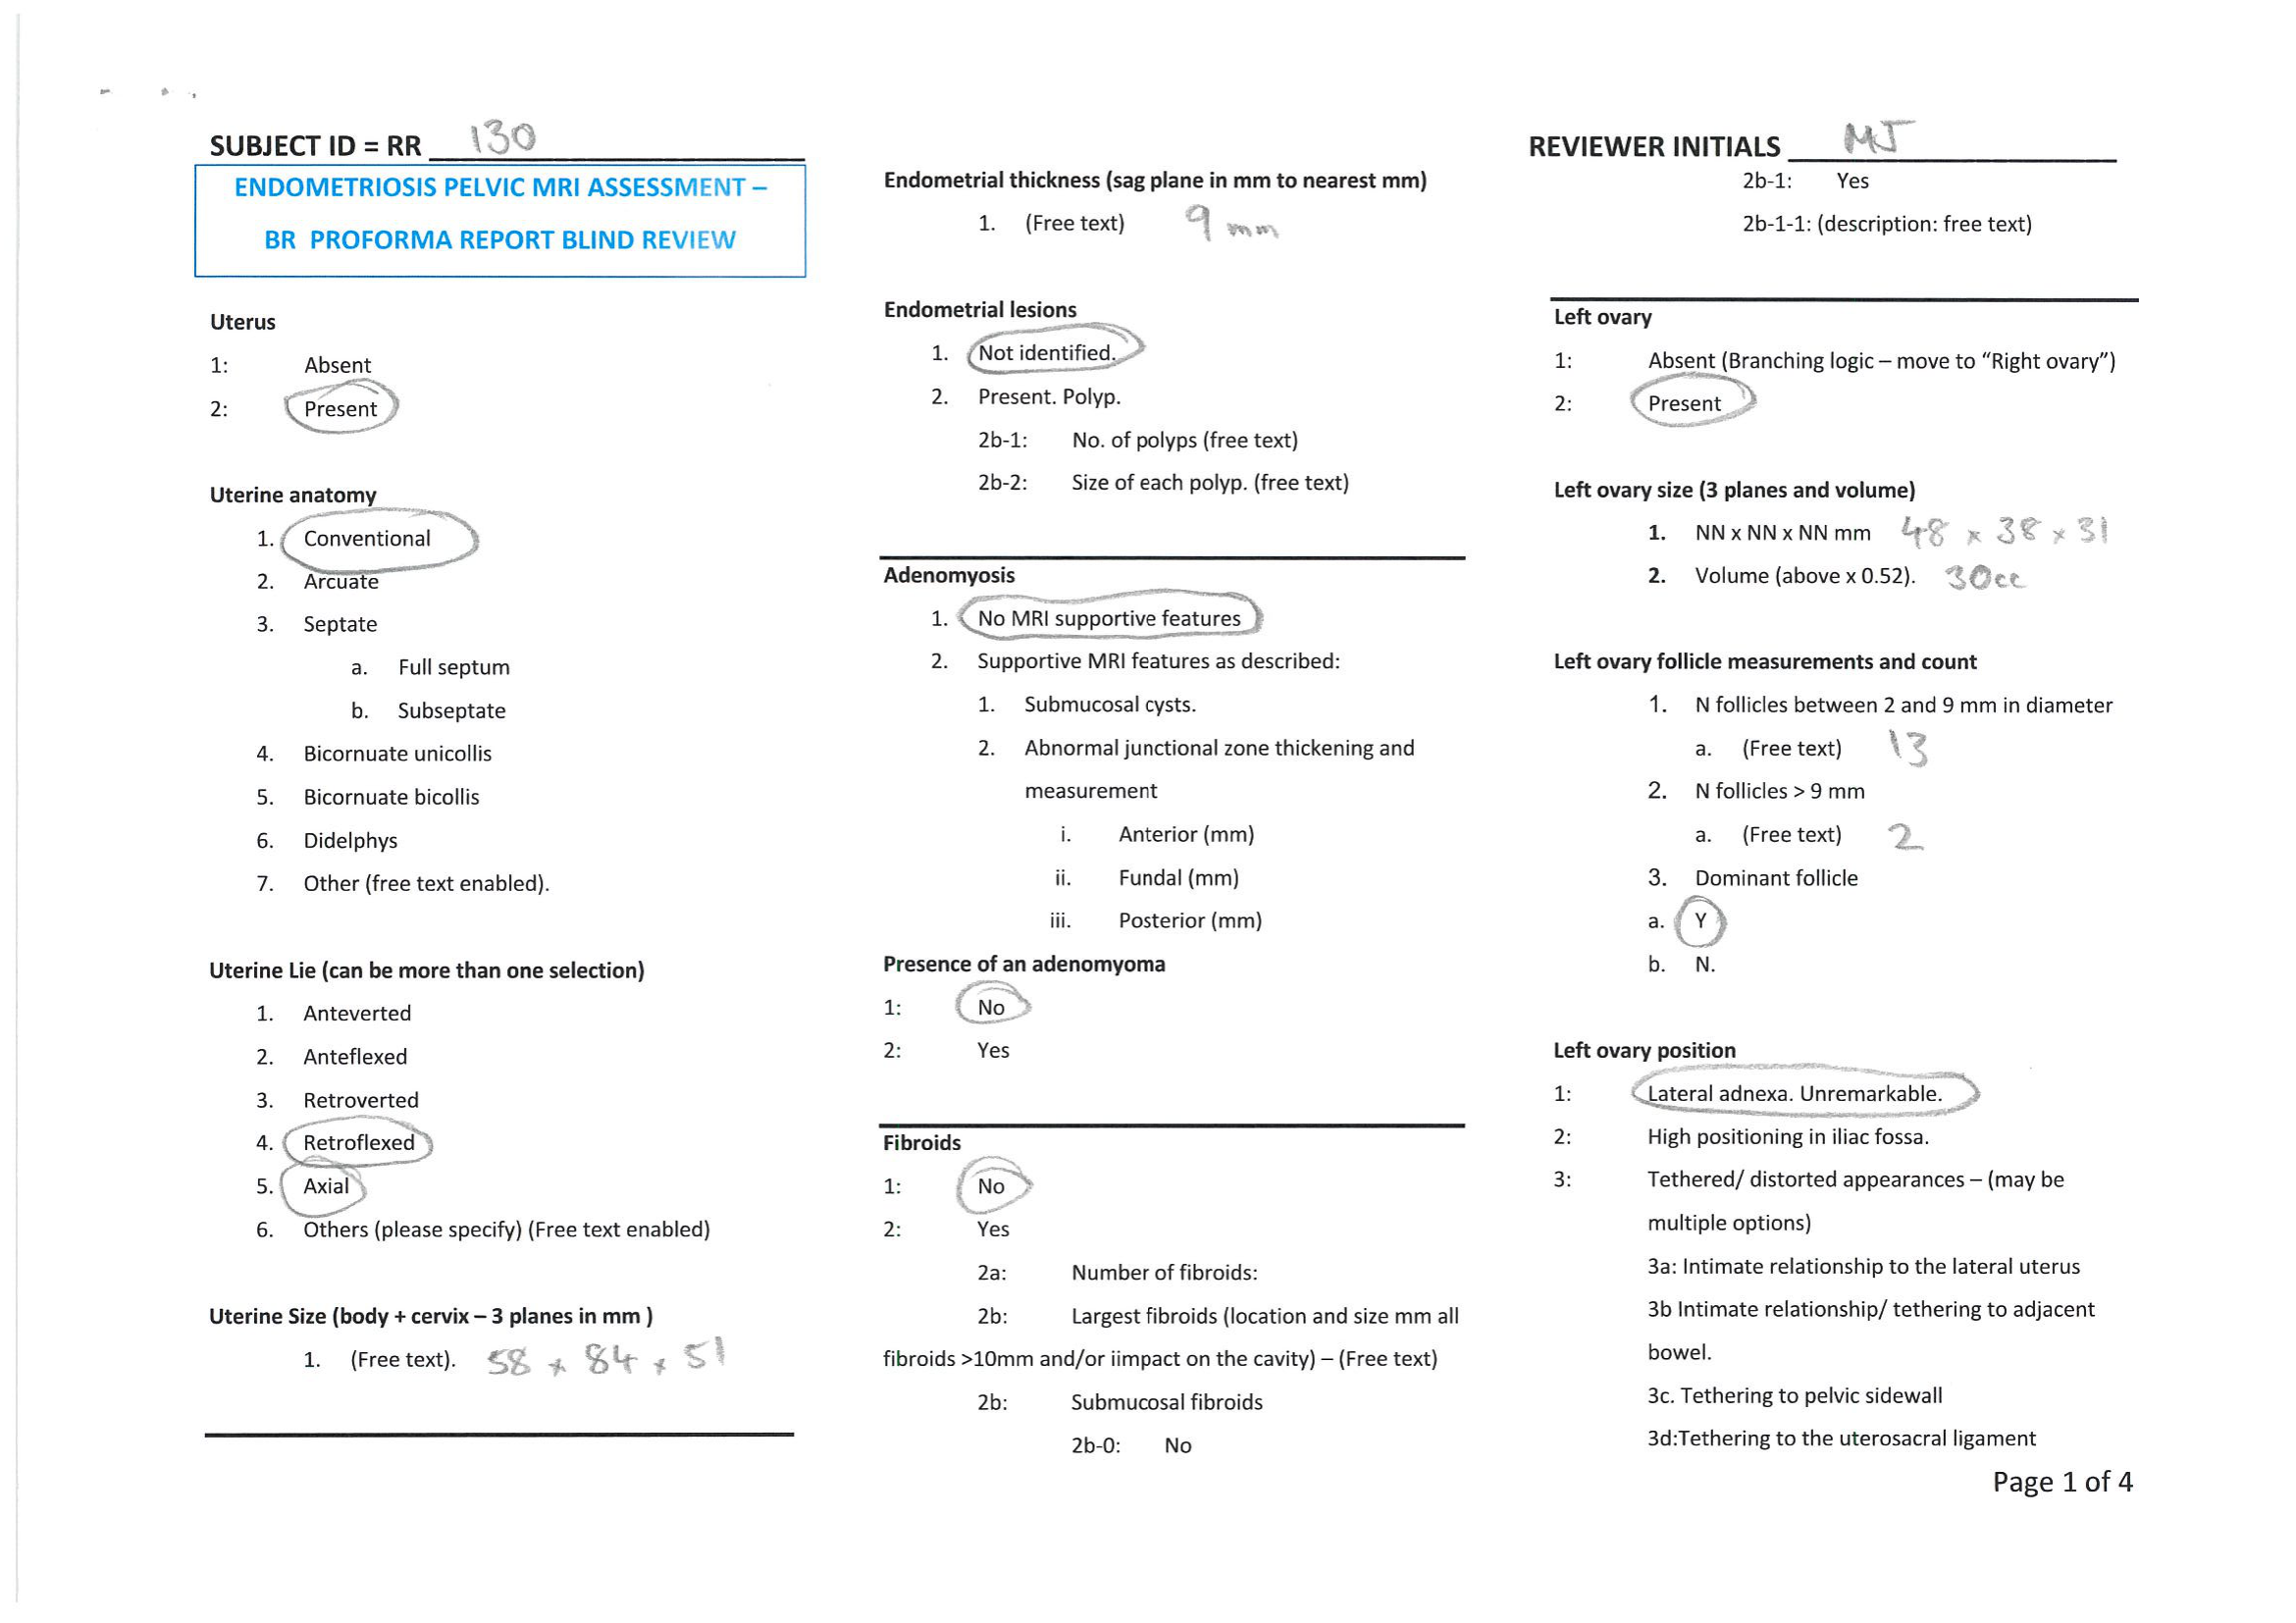 SUBJECT ID = RR 130
ENDOMETRIOSIS PELVIC MRI ASSESSMENT –
BR PROFORMA REPORT BLIND REVIEW
Uterus
1: Absent
2: Present
Uterine anatomy
1. Conventional
2. Arcuate
3. Septate
a. Full septum
b. Subseptate
4. Bicornuate unicollis
5. Bicornuate bicollis
6. Didelphys
7. Other (free text enabled).
Uterine Lie (can be more than one selection)
1. Anteverted
2. Anteflexed
3. Retroverted
4. Retroflexed
5. Axial
6. Others (please specify) (Free text enabled)
Uterine Size (body + cervix – 3 planes in mm )
1. (Free text). 58 x 84 x 51
Endometrial thickness (sag plane in mm to nearest mm)
1. (Free text) 9 mm
Endometrial lesions
1. Not identified.
2. Present. Polyp.
2b-1: No. of polyps (free text)
2b-2: Size of each polyp. (free text)
Adenomyosis
1. No MRI supportive features
2. Supportive MRI features as described:
1. Submucosal cysts.
2. Abnormal junctional zone thickening and
measurement
i. Anterior (mm)
ii. Fundal (mm)
iii. Posterior (mm)
Presence of an adenomyoma
1: No
2: Yes
Fibroids
1: No
2: Yes
2a: Number of fibroids:
2b: Largest fibroids (location and size mm all
fibroids >10mm and/or iimpact on the cavity) – (Free text)
2b: Submucosal fibroids
2b-0: No
REVIEWER INITIALS MJ
2b-1: Yes
2b-1-1: (description: free text)
Left ovary
1: Absent (Branching logic – move to “Right ovary”)
2: Present
Left ovary size (3 planes and volume)
1. NN x NN x NN mm 48 x 38 x 31
2. Volume (above x 0.52). 30cc
Left ovary follicle measurements and count
1. N follicles between 2 and 9 mm in diameter
a. (Free text) 13
2. N follicles > 9 mm
a. (Free text) 2
3. Dominant follicle
a. Y
b. N.
Left ovary position
1: Lateral adnexa. Unremarkable.
2: High positioning in iliac fossa.
3: Tethered/ distorted appearances – (may be
multiple options)
3a: Intimate relationship to the lateral uterus
3b Intimate relationship/ tethering to adjacent
bowel.
3c. Tethering to pelvic sidewall
3d:Tethering to the uterosacral ligament
Page 1 of 4